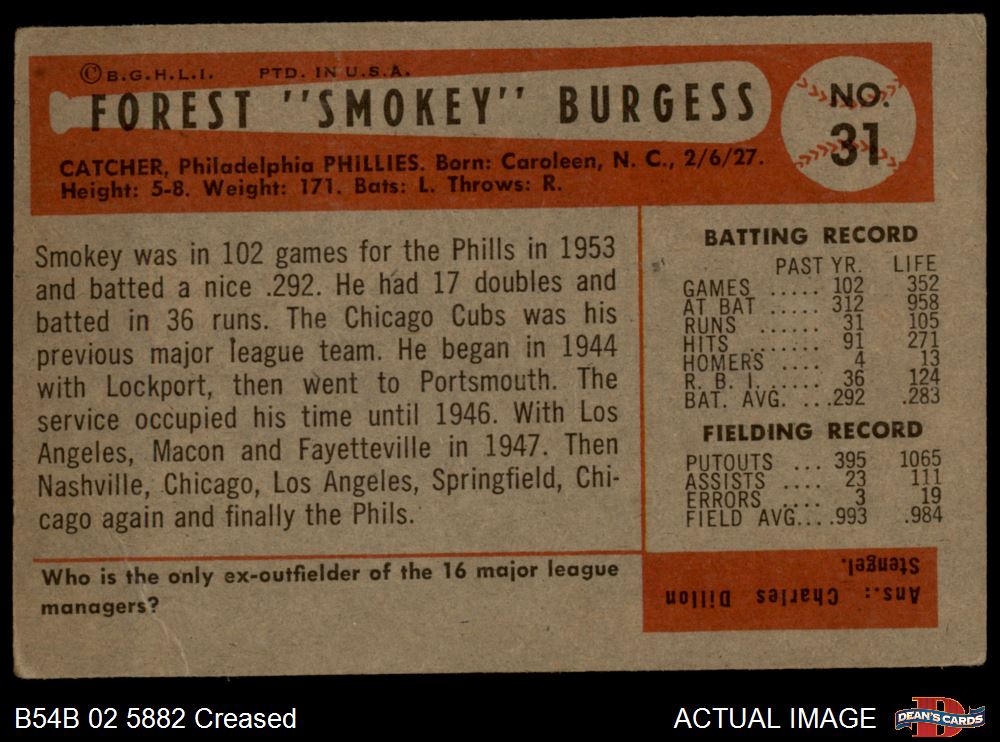 ©B.G.H.L.I. PTD. IN U.S.A.
FOREST "SMOKEY" BURGESS
NO.
31
CATCHER, Philadelphia PHILLIES. Born: Caroleen, N. C., 2/6/27.
Height: 5-8. Weight: 171. Bats: L. Throws: R.
Smokey was in 102 games for the Phills in 1953
and batted a nice .292. He had 17 doubles and
batted in 36 runs. The Chicago Cubs was his
previous major league team. He began in 1944
with Lockport, then went to Portsmouth. The
service occupied his time until 1946. With Los
Angeles, Macon and Fayetteville in 1947. Then
Nashville, Chicago, Los Angeles, Springfield, Chi-
cago again and finally the Phils.
BATTING RECORD
PAST YR. LIFE
GAMES ..... 102 352
AT BAT ..... 312 958
RUNS ...... 31 105
HITS ....... 91 271
HOMERS .... 4 13
R. B. I. ..... 36 124
BAT. AVG. ...292 .283
FIELDING RECORD
PUTOUTS ... 395 1065
ASSISTS .... 23 111
ERRORS .... 3 19
FIELD AVG....993 .984
Who is the only ex-outfielder of the 16 major league
managers?
Ans.: Charles Dillon
Stengel.
B54B 02 5882 Creased
ACTUAL IMAGE
D
DEAN'S CARDS